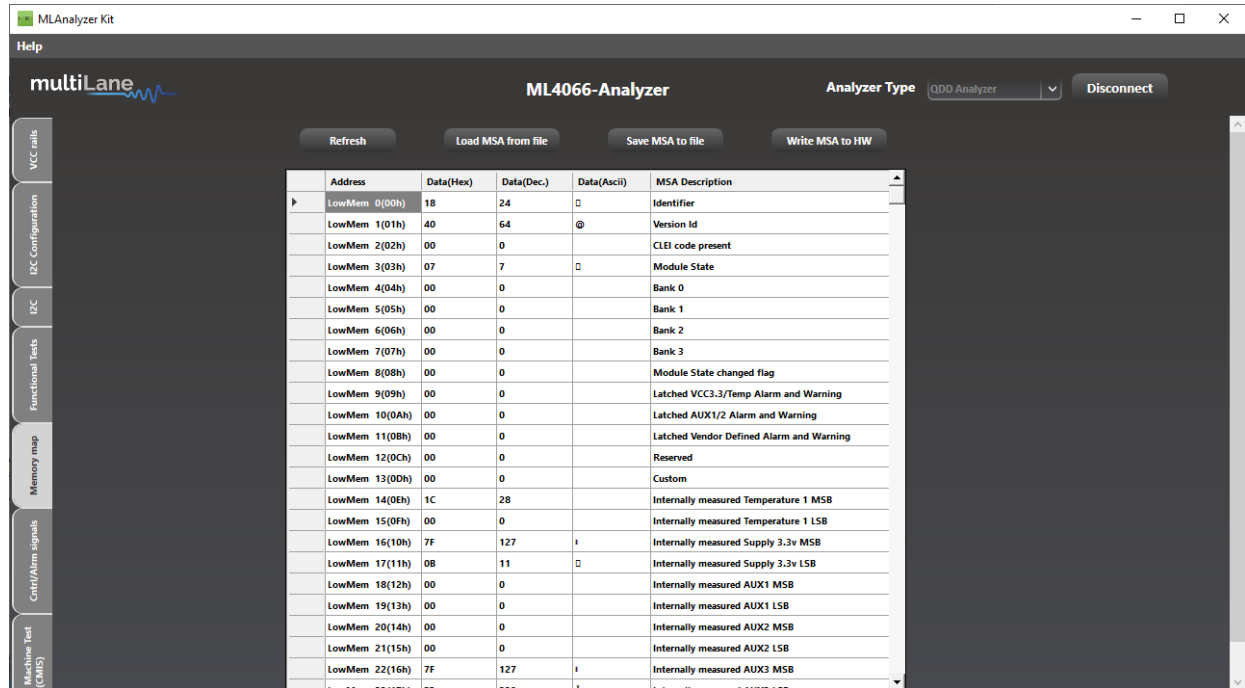 MLAnalyzer Kit
Help
multiLane
ML4066-Analyzer
Analyzer Type QDD Analyzer Disconnect
VCC rails
I2C Configuration
I2C
Functional Tests
Memory map
Cntrl/Alrm signals
Machine Test
(CMIS)
Refresh Load MSA from file Save MSA to file Write MSA to HW
Address Data(Hex) Data(Dec.) Data(Ascii) MSA Description
LowMem 0(00h) 18 24 Identifier
LowMem 1(01h) 40 64 @ Version Id
LowMem 2(02h) 00 0 CLEI code present
LowMem 3(03h) 07 7 Module State
LowMem 4(04h) 00 0 Bank 0
LowMem 5(05h) 00 0 Bank 1
LowMem 6(06h) 00 0 Bank 2
LowMem 7(07h) 00 0 Bank 3
LowMem 8(08h) 00 0 Module State changed flag
LowMem 9(09h) 00 0 Latched VCC3.3/Temp Alarm and Warning
LowMem 10(0Ah) 00 0 Latched AUX1/2 Alarm and Warning
LowMem 11(0Bh) 00 0 Latched Vendor Defined Alarm and Warning
LowMem 12(0Ch) 00 0 Reserved
LowMem 13(0Dh) 00 0 Custom
LowMem 14(0Eh) 1C 28 Internally measured Temperature 1 MSB
LowMem 15(0Fh) 00 0 Internally measured Temperature 1 LSB
LowMem 16(10h) 7F 127 Internally measured Supply 3.3v MSB
LowMem 17(11h) 0B 11 Internally measured Supply 3.3v LSB
LowMem 18(12h) 00 0 Internally measured AUX1 MSB
LowMem 19(13h) 00 0 Internally measured AUX1 LSB
LowMem 20(14h) 00 0 Internally measured AUX2 MSB
LowMem 21(15h) 00 0 Internally measured AUX2 LSB
LowMem 22(16h) 7F 127 Internally measured AUX3 MSB